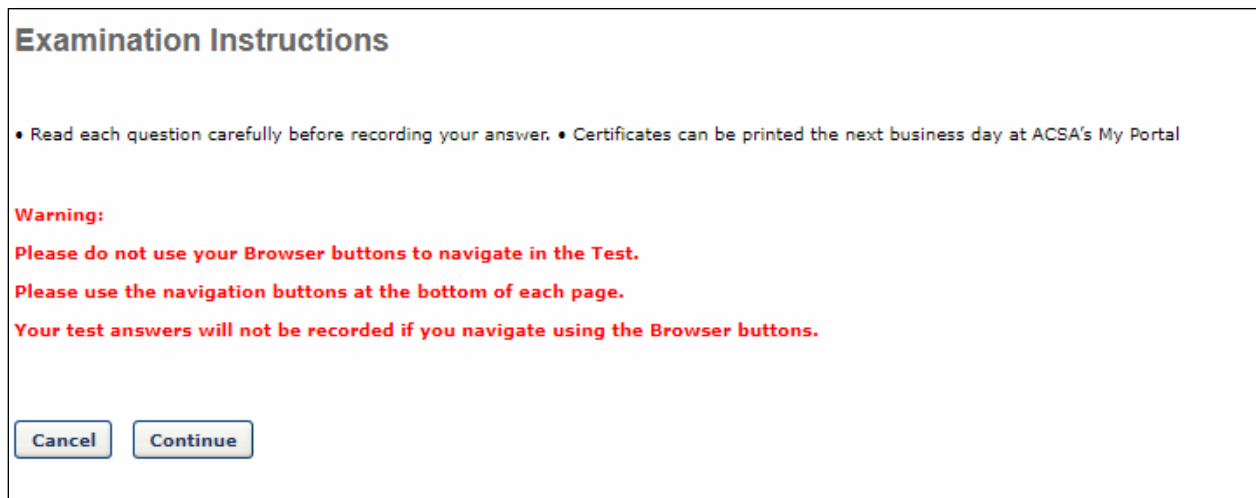 Examination Instructions
• Read each question carefully before recording your answer. • Certificates can be printed the next business day at ACSA’s My Portal
Warning:
Please do not use your Browser buttons to navigate in the Test.
Please use the navigation buttons at the bottom of each page.
Your test answers will not be recorded if you navigate using the Browser buttons.
Cancel Continue